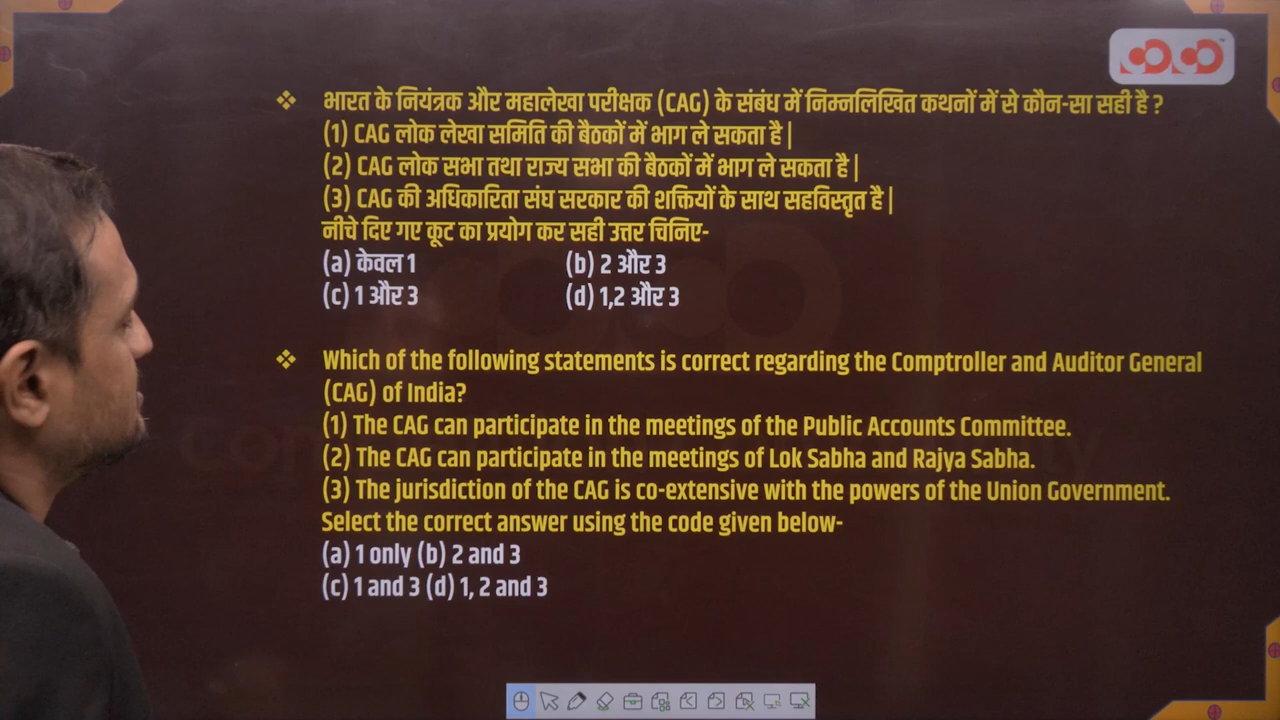 ❖ भारत के नियंत्रक और महालेखा परीक्षक (CAG) के संबंध में निम्नलिखित कथनों में से कौन-सा सही है ?
(1) CAG लोक लेखा समिति की बैठकों में भाग ले सकता है |
(2) CAG लोक सभा तथा राज्य सभा की बैठकों में भाग ले सकता है |
(3) CAG की अधिकारिता संघ सरकार की शक्तियों के साथ सहविस्तृत है |
नीचे दिए गए कूट का प्रयोग कर सही उत्तर चिनिए-
(a) केवल 1 (b) 2 और 3
(c) 1 और 3 (d) 1,2 और 3
❖ Which of the following statements is correct regarding the Comptroller and Auditor General
(CAG) of India?
(1) The CAG can participate in the meetings of the Public Accounts Committee.
(2) The CAG can participate in the meetings of Lok Sabha and Rajya Sabha.
(3) The jurisdiction of the CAG is co-extensive with the powers of the Union Government.
Select the correct answer using the code given below-
(a) 1 only (b) 2 and 3
(c) 1 and 3 (d) 1, 2 and 3